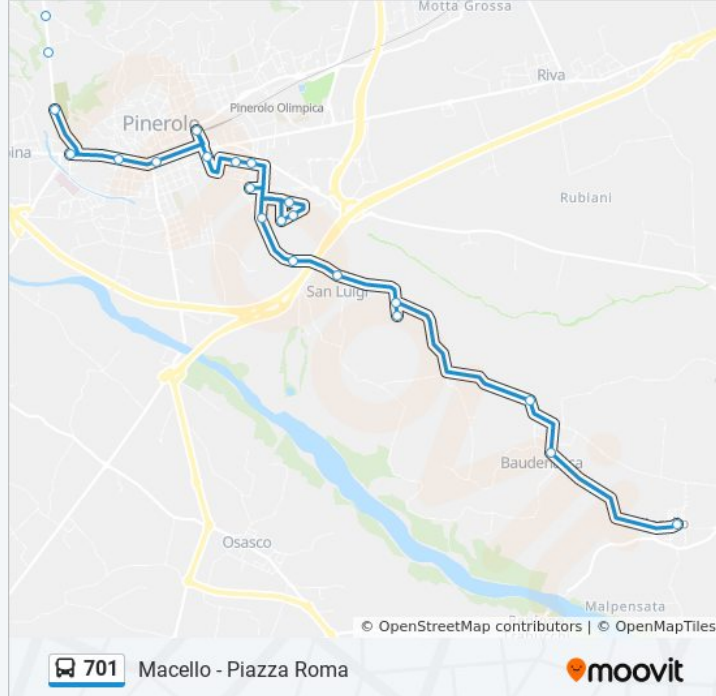 Motta Grossa
Riva
Pinerolo Olimpica
Pinerolo
Rubiani
San Luigi
Osasco
Malpensata
© OpenStreetMap contributors | © OpenMapTiles
701 Macello - Piazza Roma
moovit